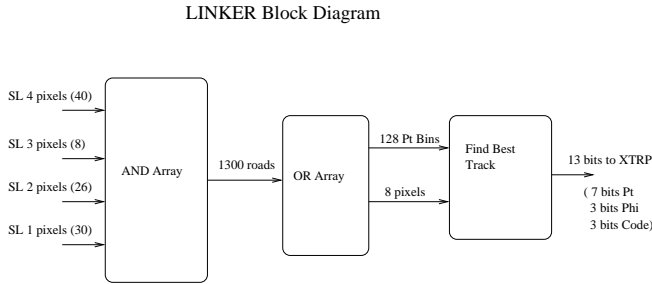 LINKER Block Diagram
SL 4 pixels (40)
SL 3 pixels (8)
SL 2 pixels (26)
SL 1 pixels (30)
AND Array
1300 roads
OR Array
128 Pt Bins
8 pixels
Find Best
Track
13 bits to XTRP
( 7 bits Pt
3 bits Phi
3 bits Code)